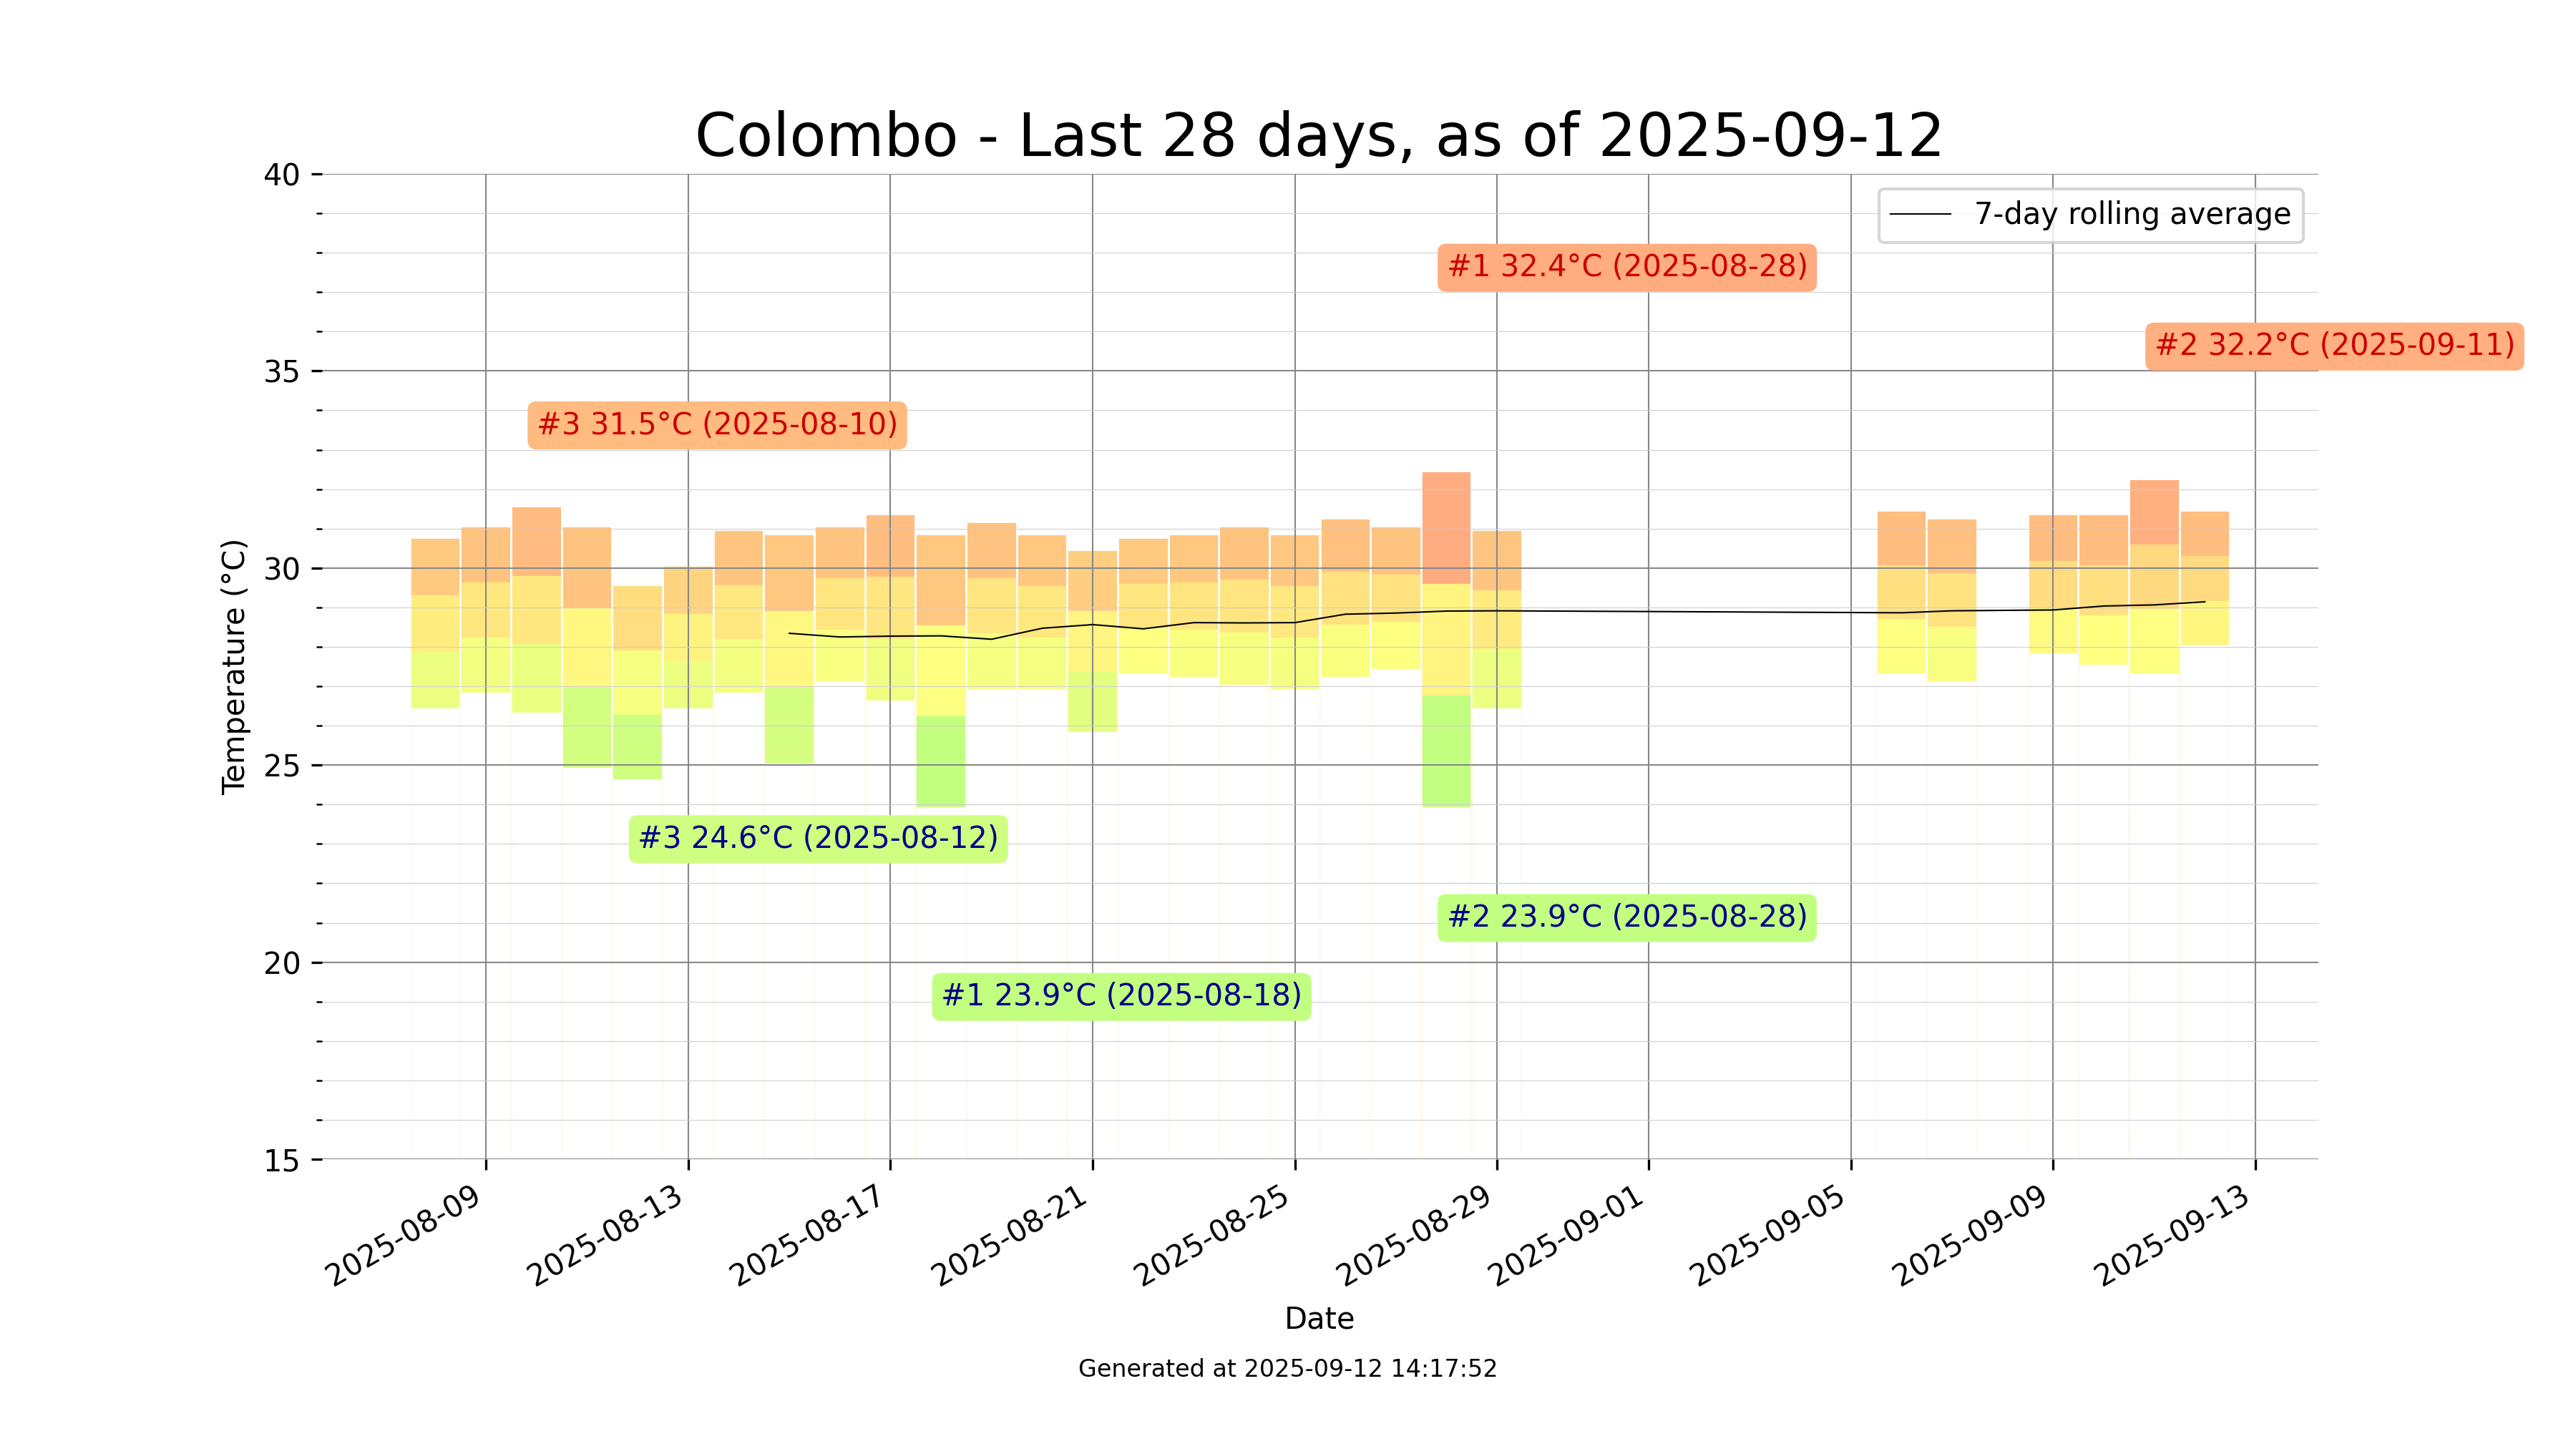 Colombo - Last 28 days, as of 2025-09-12
40
7-day rolling average
#1 32.4°C (2025-08-28)
#2 32.2°C (2025-09-11)
35
#3 31.5°C (2025-08-10)
30
Temperature (°C)
25
#3 24.6°C (2025-08-12)
#2 23.9°C (2025-08-28)
20
#1 23.9°C (2025-08-18)
15
2025-08-09
2025-08-13
2025-08-17
2025-08-21
2025-08-25
2025-08-29
2025-09-01
2025-09-05
2025-09-09
2025-09-13
Date
Generated at 2025-09-12 14:17:52